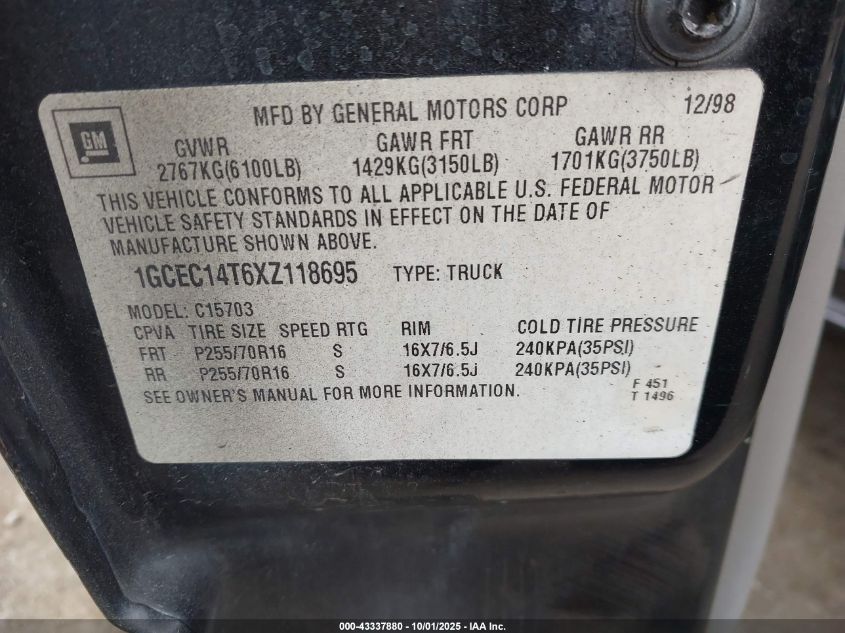 MFD BY GENERAL MOTORS CORP 12/98
GM
GVWR GAWR FRT GAWR RR
2767KG(6100LB) 1429KG(3150LB) 1701KG(3750LB)
THIS VEHICLE CONFORMS TO ALL APPLICABLE U.S. FEDERAL MOTOR
VEHICLE SAFETY STANDARDS IN EFFECT ON THE DATE OF
MANUFACTURE SHOWN ABOVE.
1GCEC14T6XZ118695 TYPE: TRUCK
MODEL: C15703
CPVA TIRE SIZE SPEED RTG RIM COLD TIRE PRESSURE
FRT P255/70R16 S 16X7/6.5J 240KPA(35PSI)
RR P255/70R16 S 16X7/6.5J 240KPA(35PSI)
SEE OWNER'S MANUAL FOR MORE INFORMATION.
F 451
T 1496
000-43337880 - 10/01/2025 - IAA Inc.